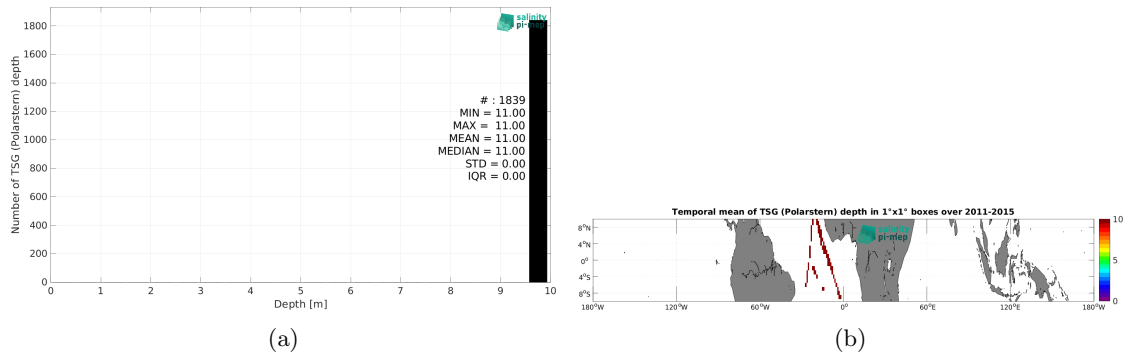 salinity
pi-mep
1800
1600
1400
1200
1000
800
600
400
200
0
Number of TSG (Polarstern) depth
# : 1839
MIN = 11.00
MAX = 11.00
MEAN = 11.00
MEDIAN = 11.00
STD = 0.00
IQR = 0.00
0 1 2 3 4 5 6 7 8 9 10
Depth [m]
(a)
Temporal mean of TSG (Polarstern) depth in 1°x1° boxes over 2011-2015
salinity
pi-mep
8°N
4°N
0°
4°S
8°S
180°W 120°W 60°W 0°E 60°E 120°E 180°E
10
5
0
(b)